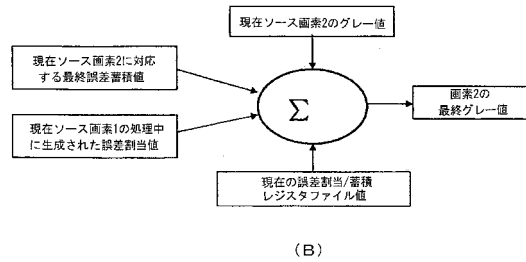 現在ソース画素2のグレー値
現在ソース画素2に対応
する最終誤差蓄積値
現在ソース画素1の処理中
に生成された誤差割当値
Σ
画素2の
最終グレー値
現在の誤差割当/蓄積
レジスタファイル値
(B)